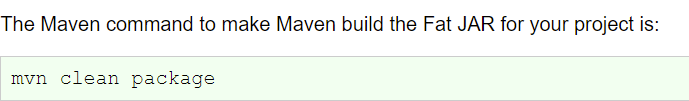 The Maven command to make Maven build the Fat JAR for your project is:
mvn clean package